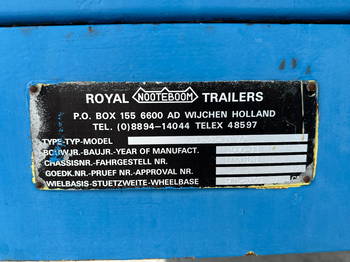 ROYAL NOOTEBOOM TRAILERS
P.O. BOX 155 6600 AD WIJCHEN HOLLAND
TEL. (0)8894-14044 TELEX 48597
TYPE-TYP-MODEL
BOUWJR.-BAUJR.-YEAR OF MANUFACT.
CHASSISNR.-FAHRGESTELL NR.
GOEDK.NR.-PRUEF NR.-APPROVAL NR.
WIELBASIS-STUETZWEITE-WHEELBASE